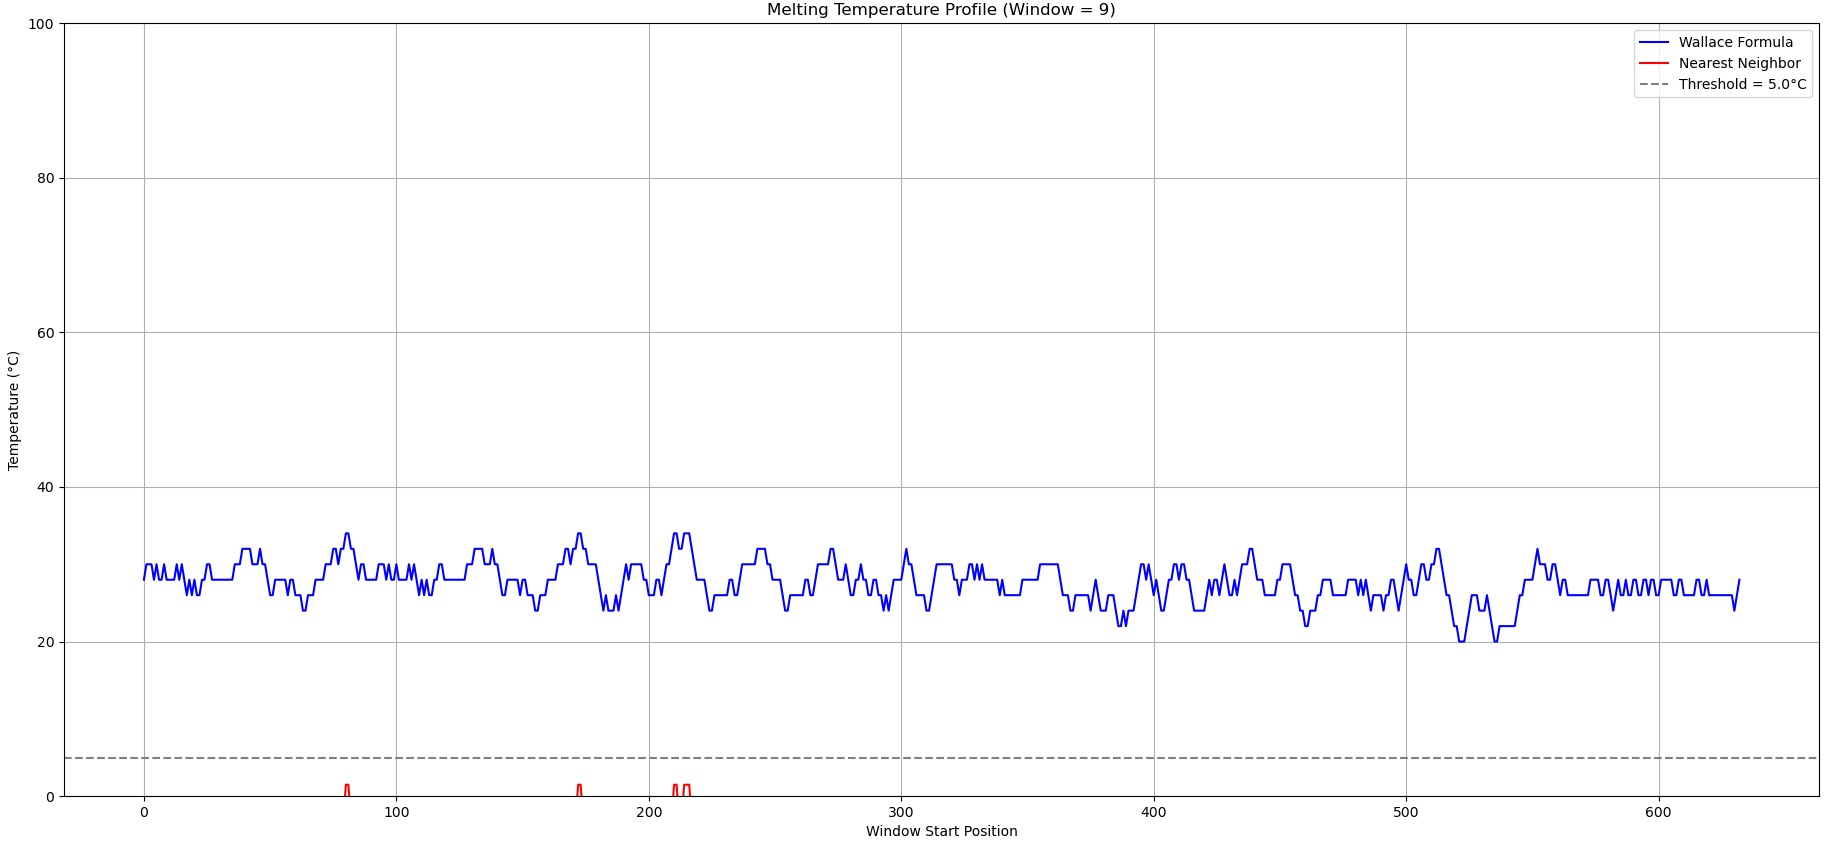 Melting Temperature Profile (Window = 9)
Wallace Formula
Nearest Neighbor
Threshold = 5.0°C
Temperature (°C)
100
80
60
40
20
0
0 100 200 300 400 500 600
Window Start Position